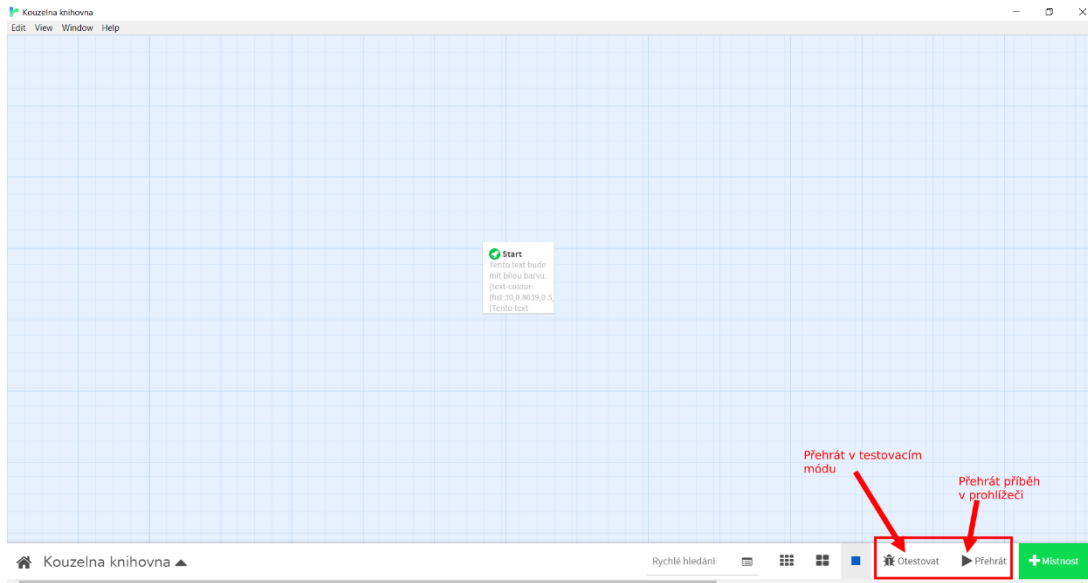 Kouzelna knihovna
Edit View Window Help
Start
Tento text bude
mít bílou barvu.
(text-colour:
(hsl:30,0.8039,0.5,
[Tento text
Přehrát v testovacím
módu
Přehrát příběh
v prohlížeči
Kouzelna knihovna
Rychlé hledání
Otestovat
Přehrát
Místnost